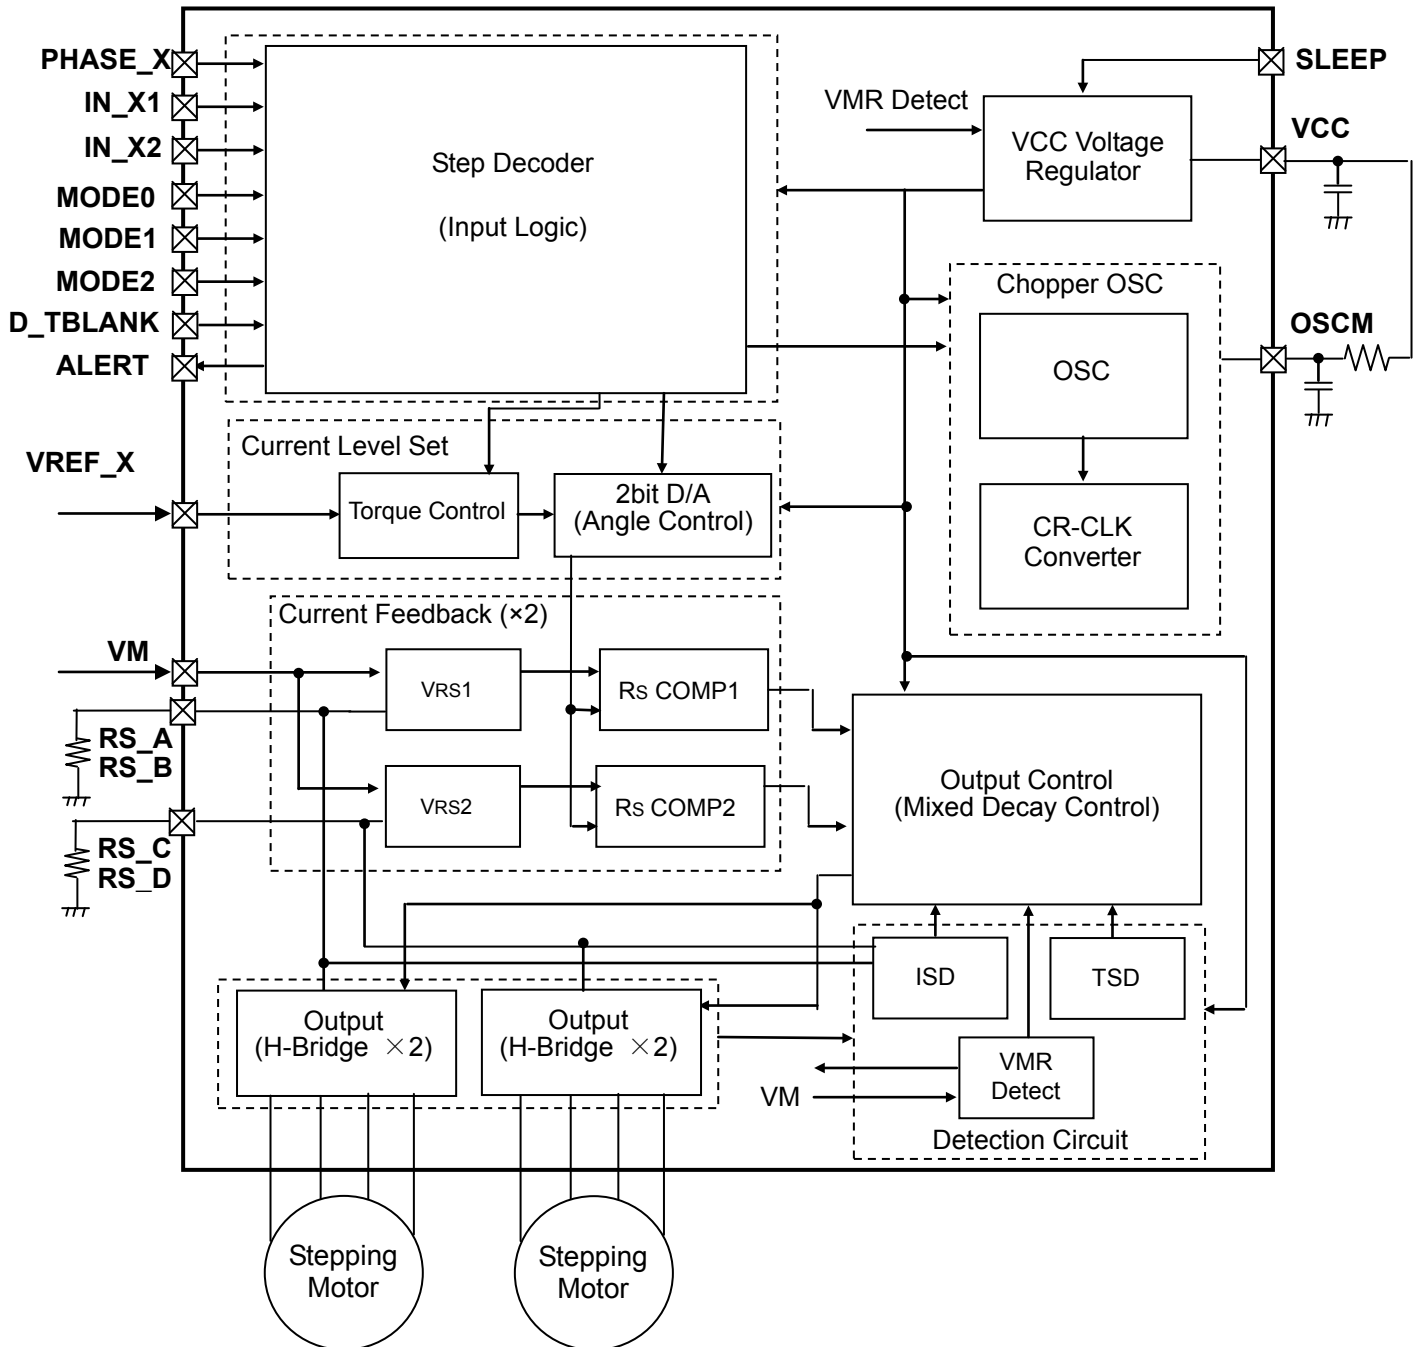 PHASE_X
IN_X1
IN_X2
MODE0
MODE1
MODE2
D_TBLANK
ALERT
Step Decoder
(Input Logic)
VMR Detect
VCC Voltage
Regulator
SLEEP
VCC
Chopper OSC
OSC
CR-CLK
Converter
OSCM
VREF_X
Current Level Set
Torque Control
2bit D/A
(Angle Control)
Current Feedback (×2)
VM
VRS1
RS COMP1
RS_A
RS_B
VRS2
RS COMP2
RS_C
RS_D
Output Control
(Mixed Decay Control)
ISD
TSD
VMR
Detect
VM
Detection Circuit
Output
(H-Bridge ×2)
Output
(H-Bridge ×2)
Stepping
Motor
Stepping
Motor